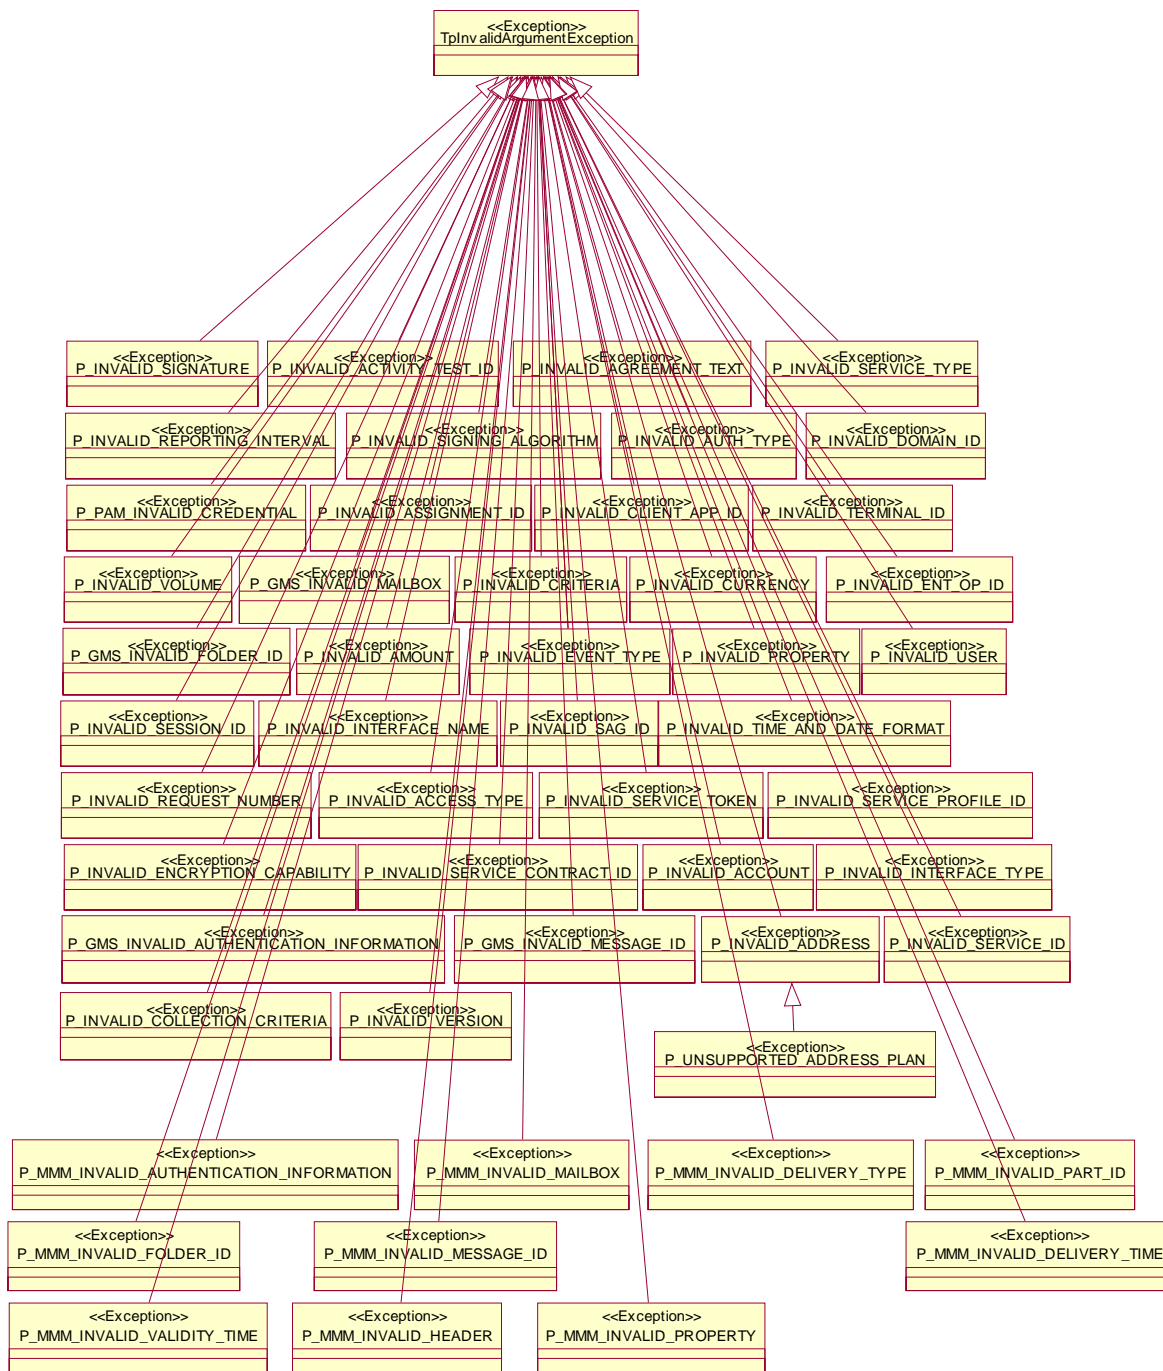 <<Exception>>
TpInvalidArgumentException
<<Exception>>
P_INVALID_SIGNATURE
<<Exception>>
P_INVALID_ACTIVITY_TEST_ID
<<Exception>>
P_INVALID_AGREEMENT_TEXT
<<Exception>>
P_INVALID_SERVICE_TYPE
<<Exception>>
P_INVALID_REPORTING_INTERVAL
<<Exception>>
P_INVALID_SIGNING_ALGORITHM
<<Exception>>
P_INVALID_AUTH_TYPE
<<Exception>>
P_INVALID_DOMAIN_ID
<<Exception>>
P_PAM_INVALID_CREDENTIAL
<<Exception>>
P_INVALID_ASSIGNMENT_ID
<<Exception>>
P_INVALID_CLIENT_APP_ID
<<Exception>>
P_INVALID_TERMINAL_ID
<<Exception>>
P_INVALID_VOLUME
<<Exception>>
P_GMS_INVALID_MAILBOX
<<Exception>>
P_INVALID_CRITERIA
<<Exception>>
P_INVALID_CURRENCY
<<Exception>>
P_INVALID_ENT_OP_ID
<<Exception>>
P_GMS_INVALID_FOLDER_ID
<<Exception>>
P_INVALID_AMOUNT
<<Exception>>
P_INVALID_EVENT_TYPE
<<Exception>>
P_INVALID_PROPERTY
<<Exception>>
P_INVALID_USER
<<Exception>>
P_INVALID_SESSION_ID
<<Exception>>
P_INVALID_INTERFACE_NAME
<<Exception>>
P_INVALID_SAG_ID
<<Exception>>
P_INVALID_TIME_AND_DATE_FORMAT
<<Exception>>
P_INVALID_REQUEST_NUMBER
<<Exception>>
P_INVALID_ACCESS_TYPE
<<Exception>>
P_INVALID_SERVICE_TOKEN
<<Exception>>
P_INVALID_SERVICE_PROFILE_ID
<<Exception>>
P_INVALID_ENCRYPTION_CAPABILITY
<<Exception>>
P_INVALID_SERVICE_CONTRACT_ID
<<Exception>>
P_INVALID_ACCOUNT
<<Exception>>
P_INVALID_INTERFACE_TYPE
<<Exception>>
P_GMS_INVALID_AUTHENTICATION_INFORMATION
<<Exception>>
P_GMS_INVALID_MESSAGE_ID
<<Exception>>
P_INVALID_ADDRESS
<<Exception>>
P_INVALID_SERVICE_ID
<<Exception>>
P_INVALID_COLLECTION_CRITERIA
<<Exception>>
P_INVALID_VERSION
<<Exception>>
P_UNSUPPORTED_ADDRESS_PLAN
<<Exception>>
P_MMM_INVALID_AUTHENTICATION_INFORMATION
<<Exception>>
P_MMM_INVALID_MAILBOX
<<Exception>>
P_MMM_INVALID_DELIVERY_TYPE
<<Exception>>
P_MMM_INVALID_PART_ID
<<Exception>>
P_MMM_INVALID_FOLDER_ID
<<Exception>>
P_MMM_INVALID_MESSAGE_ID
<<Exception>>
P_MMM_INVALID_DELIVERY_TIME
<<Exception>>
P_MMM_INVALID_VALIDITY_TIME
<<Exception>>
P_MMM_INVALID_HEADER
<<Exception>>
P_MMM_INVALID_PROPERTY